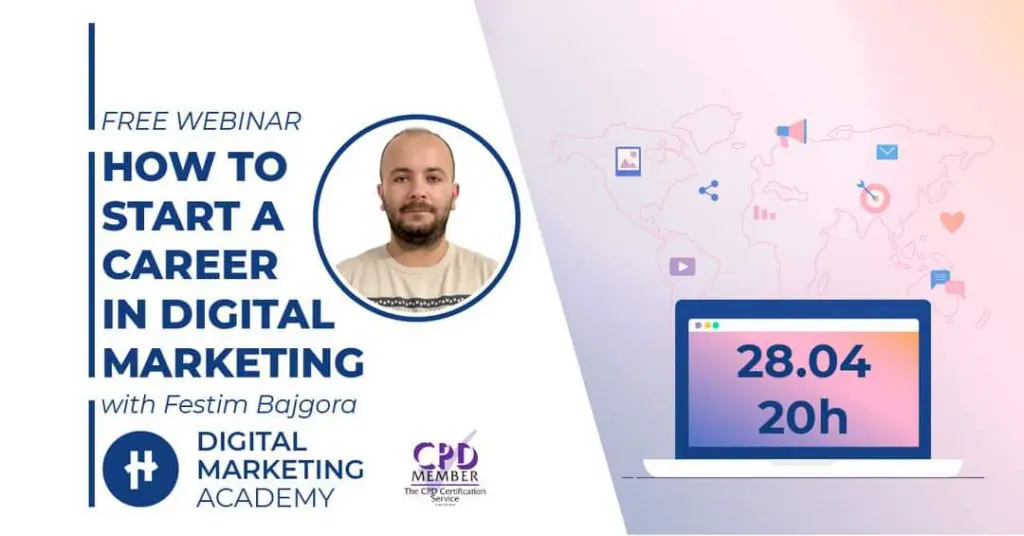 FREE WEBINAR
HOW TO
START A
CAREER
IN DIGITAL
MARKETING
with Festim Bajgora
DIGITAL
MARKETING
ACADEMY
CPD
MEMBER
The CPD Certification
Service
28.04
20h